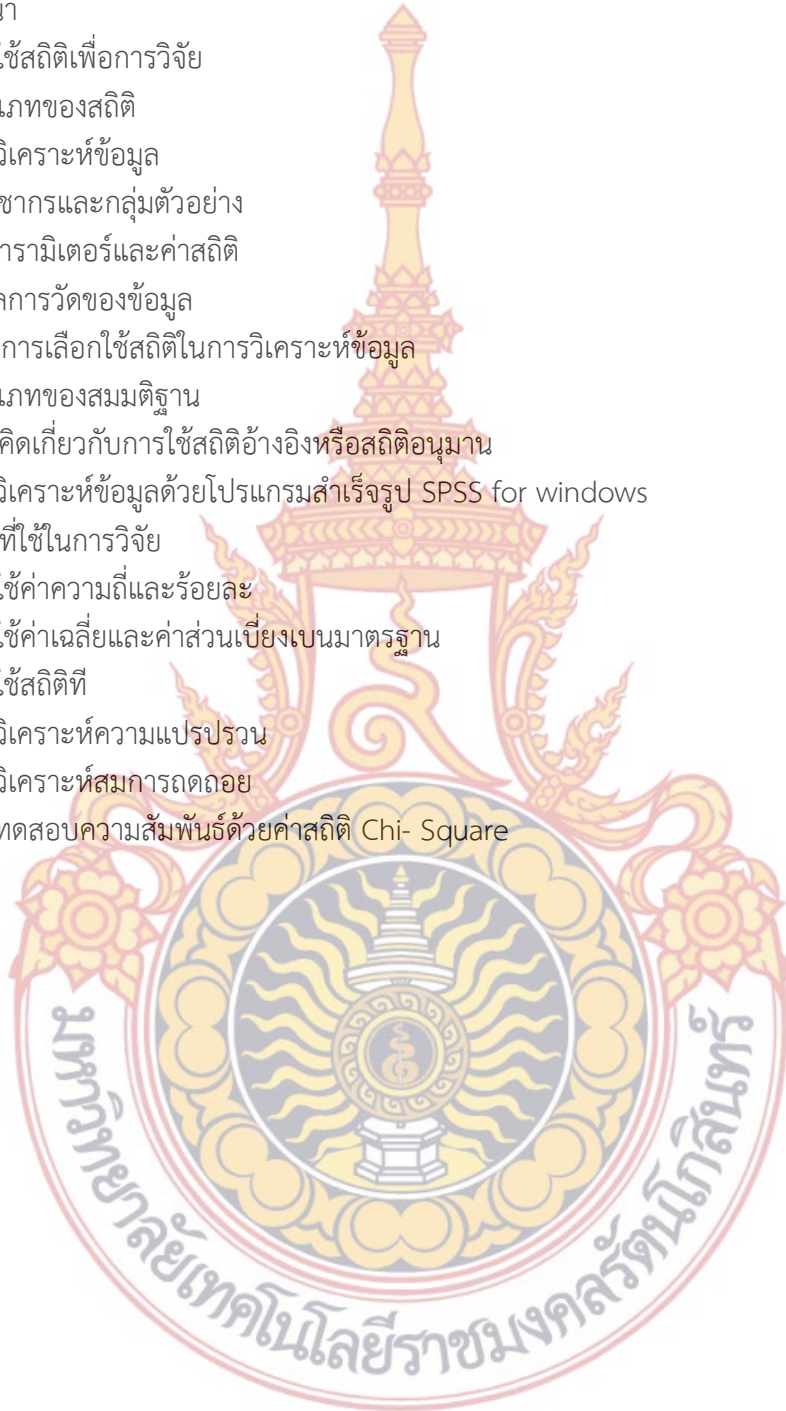 นา
ใช้สถิติเพื่อการวิจัย
เภทของสถิติ
วิเคราะห์ข้อมูล
ชากรและกลุ่มตัวอย่าง
ารามิเตอร์และค่าสถิติ
ลการวัดของข้อมูล
การเลือกใช้สถิติในการวิเคราะห์ข้อมูล
เภทของสมมติฐาน
คิดเกี่ยวกับการใช้สถิติอ้างอิงหรือสถิติอนุมาน
วิเคราะห์ข้อมูลด้วยโปรแกรมสำเร็จรูป SPSS for windows
ที่ใช้ในการวิจัย
ใช้ค่าความถี่และร้อยละ
ใช้ค่าเฉลี่ยและค่าส่วนเบี่ยงเบนมาตรฐาน
ใช้สถิติที
วิเคราะห์ความแปรปรวน
วิเคราะห์สมการถดถอย
ทดสอบความสัมพันธ์ด้วยค่าสถิติ Chi- Square
มหาวิทยาลัยเทคโนโลยีราชมงคลรัตนโกสินทร์